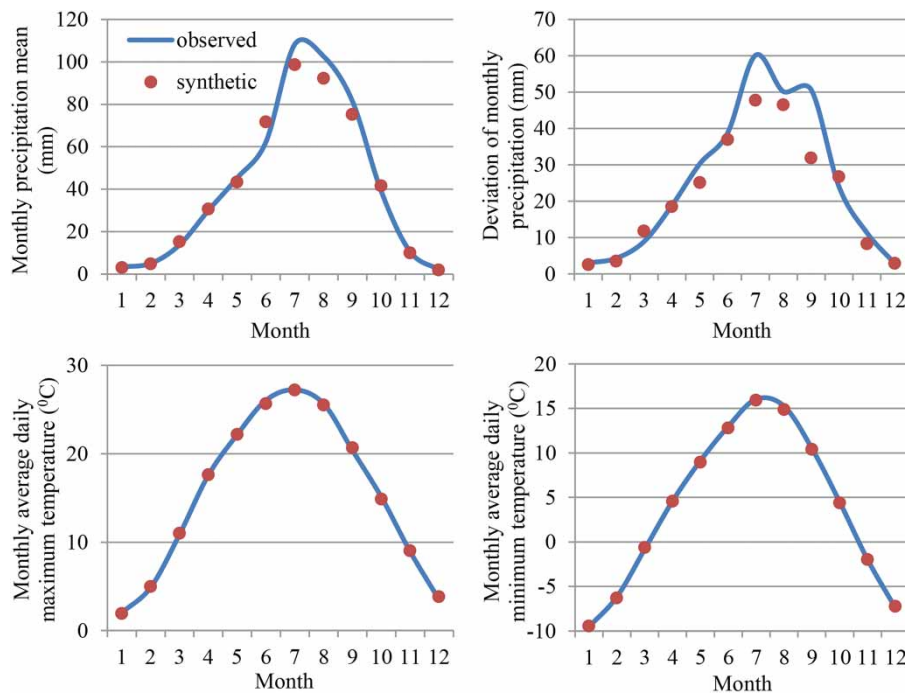 Monthly precipitation mean
(mm)
120
100
80
60
40
20
0
observed
synthetic
1 2 3 4 5 6 7 8 9 10 11 12
Month
Deviation of monthly
precipitation (mm)
70
60
50
40
30
20
10
0
1 2 3 4 5 6 7 8 9 10 11 12
Month
Monthly average daily
maximum temperature (⁰C)
30
20
10
0
1 2 3 4 5 6 7 8 9 10 11 12
Month
Monthly average daily
minimum temperature (⁰C)
20
15
10
5
0
-5
-10
1 2 3 4 5 6 7 8 9 10 11 12
Month